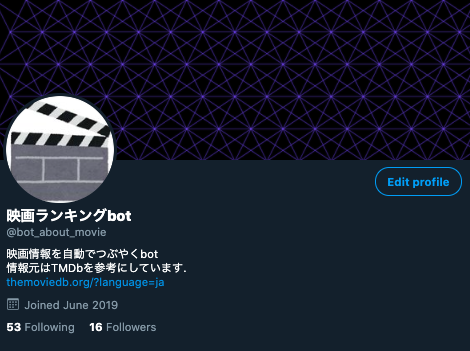 Edit profile
映画ランキングbot
@bot_about_movie
映画情報を自動でつぶやくbot
情報元はTMDbを参考にしています.
themoviedb.org/?language=ja
Joined June 2019
53 Following 16 Followers